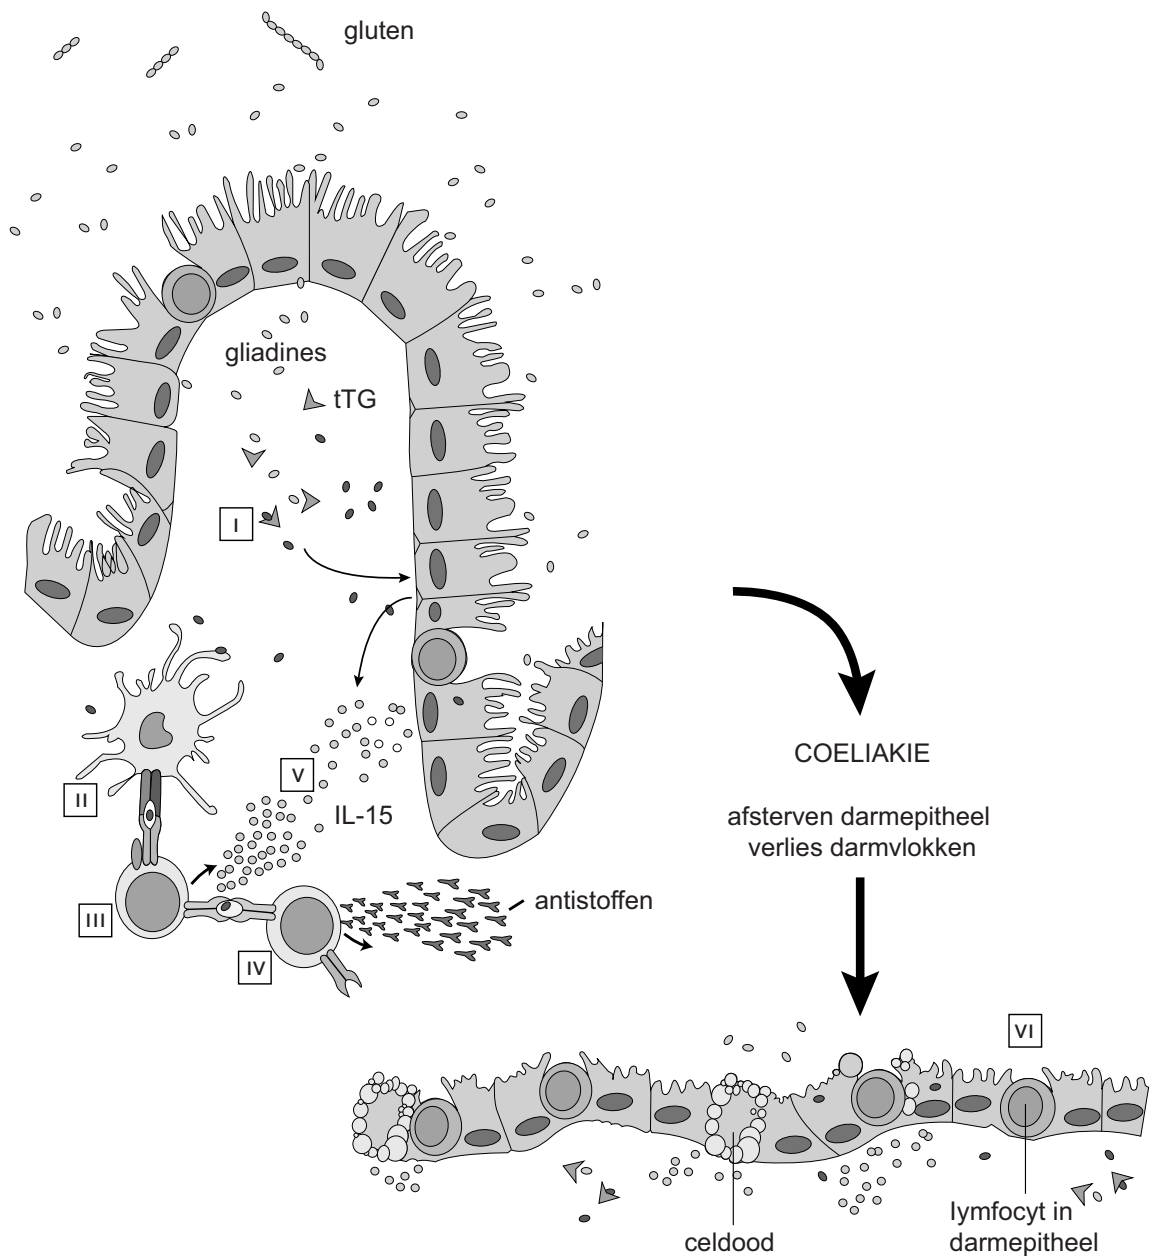 gluten
gliadines
tTG
I
II
V
IL-15
III
antistoffen
IV
COELIAKIE
afsterven darmepitheel
verlies darmvlokken
VI
celdood
lymfocyt in
darmepitheel